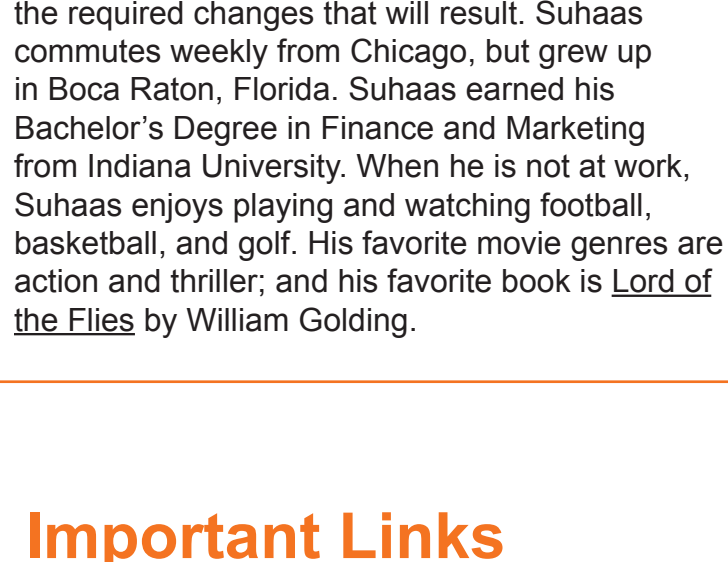 the required changes that will result. Suhaas
commutes weekly from Chicago, but grew up
in Boca Raton, Florida. Suhaas earned his
Bachelor’s Degree in Finance and Marketing
from Indiana University. When he is not at work,
Suhaas enjoys playing and watching football,
basketball, and golf. His favorite movie genres are
action and thriller; and his favorite book is Lord of
the Flies by William Golding.
Important Links